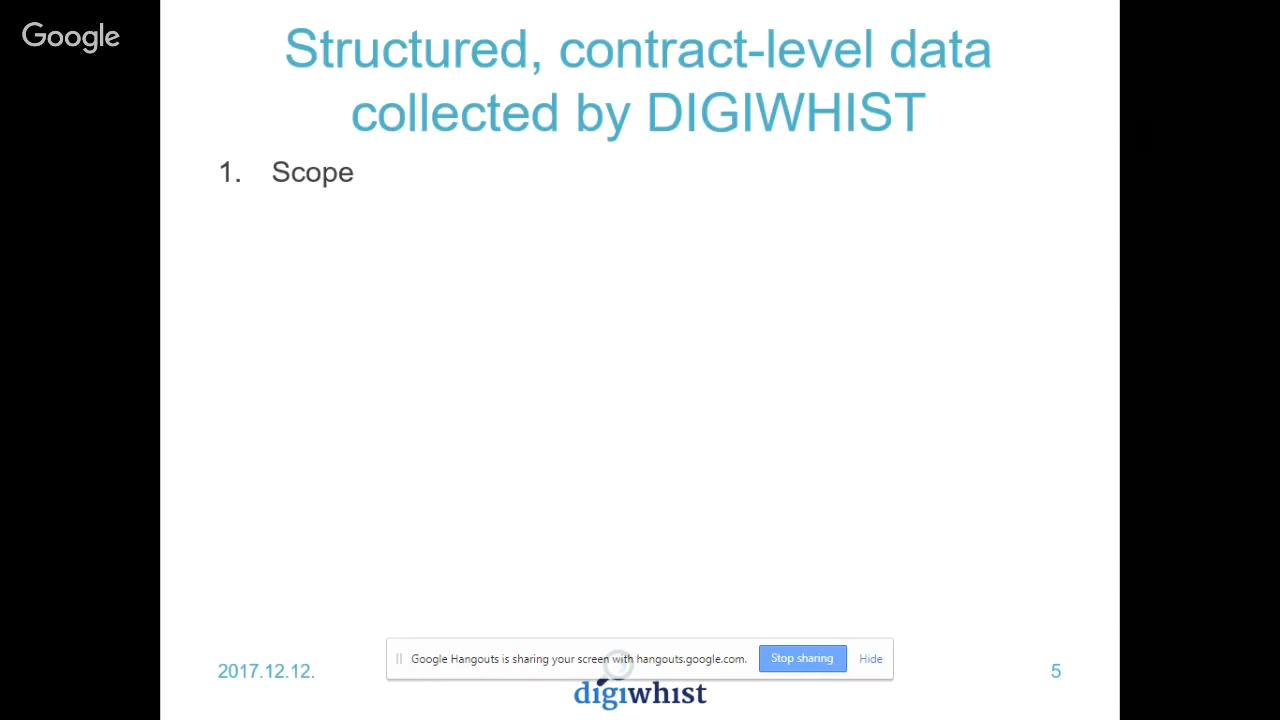 Google
Structured, contract-level data
collected by DIGIWHIST
1. Scope
Google Hangouts is sharing your screen with hangouts.google.com. Stop sharing Hide
2017.12.12.
5
digiwhist